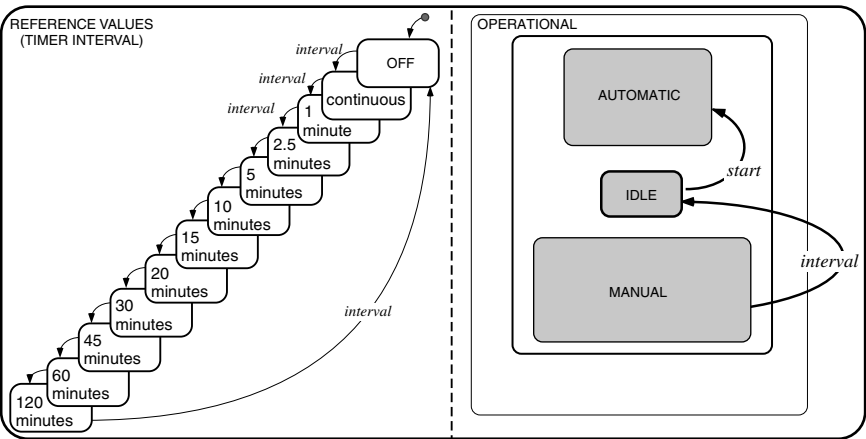 REFERENCE VALUES
(TIMER INTERVAL)
interval
OFF
interval
continuous
interval
1
minute
2.5
minutes
5
minutes
10
minutes
15
minutes
20
minutes
30
minutes
45
minutes
60
minutes
120
minutes
interval
OPERATIONAL
AUTOMATIC
start
IDLE
interval
MANUAL